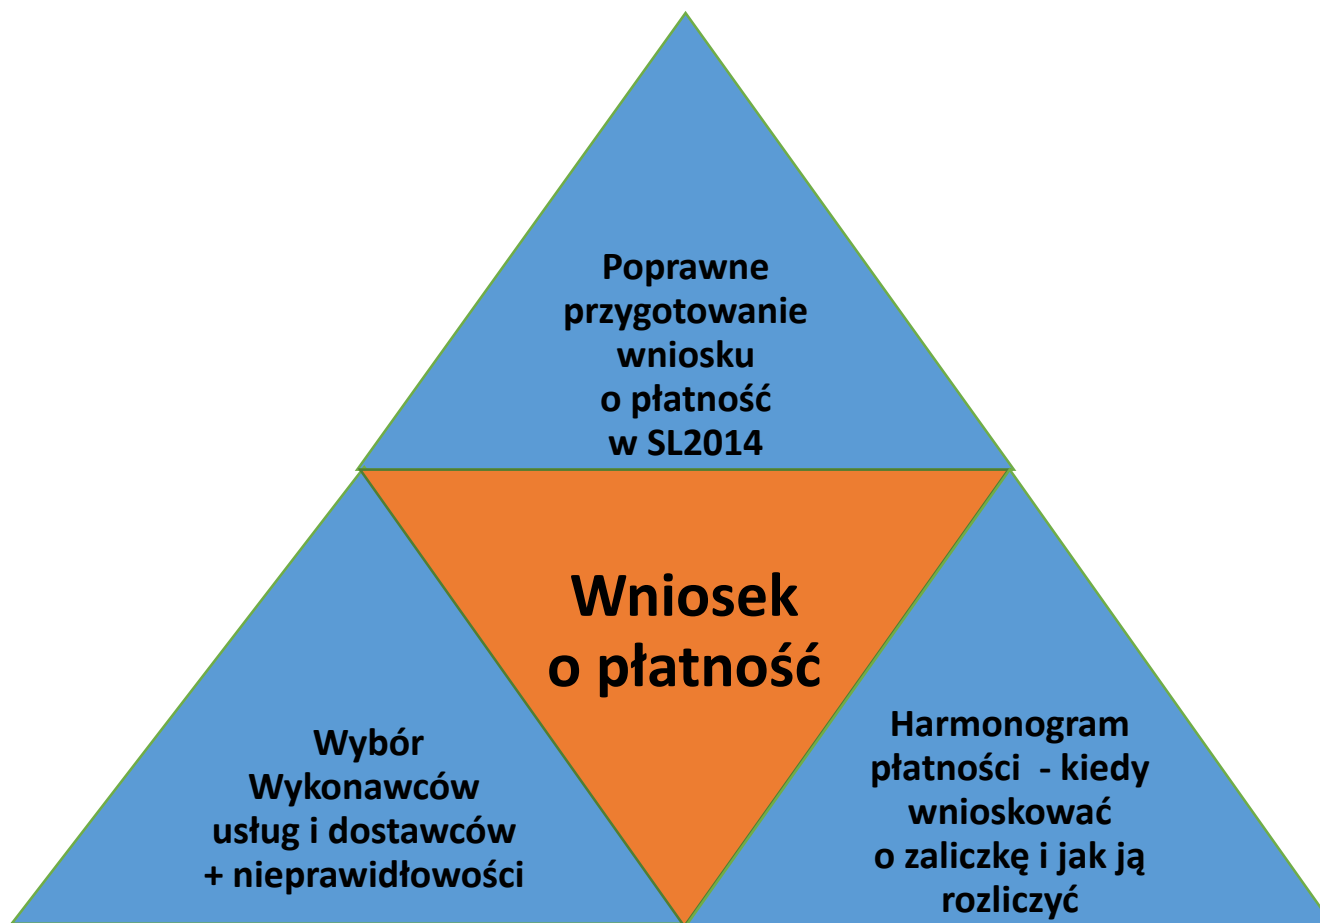 Poprawne
przygotowanie
wniosku
o płatność
w SL2014
Wniosek
o płatność
Wybór
Wykonawców
usług i dostawców
+ nieprawidłowości
Harmonogram
płatności - kiedy
wnioskować
o zaliczkę i jak ją
rozliczyć